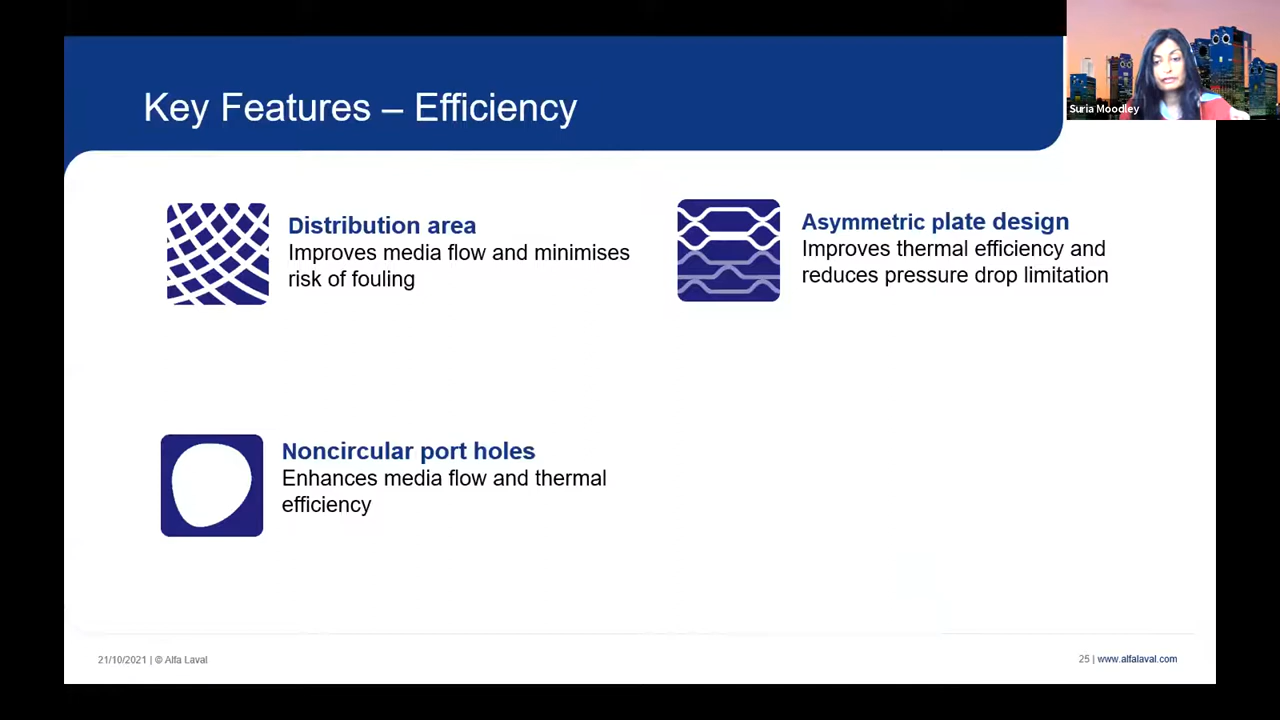 Key Features – Efficiency
Suria Moodley
Distribution area
Improves media flow and minimises
risk of fouling
Asymmetric plate design
Improves thermal efficiency and
reduces pressure drop limitation
Noncircular port holes
Enhances media flow and thermal
efficiency
21/10/2021 | © Alfa Laval
25 | www.alfalaval.com